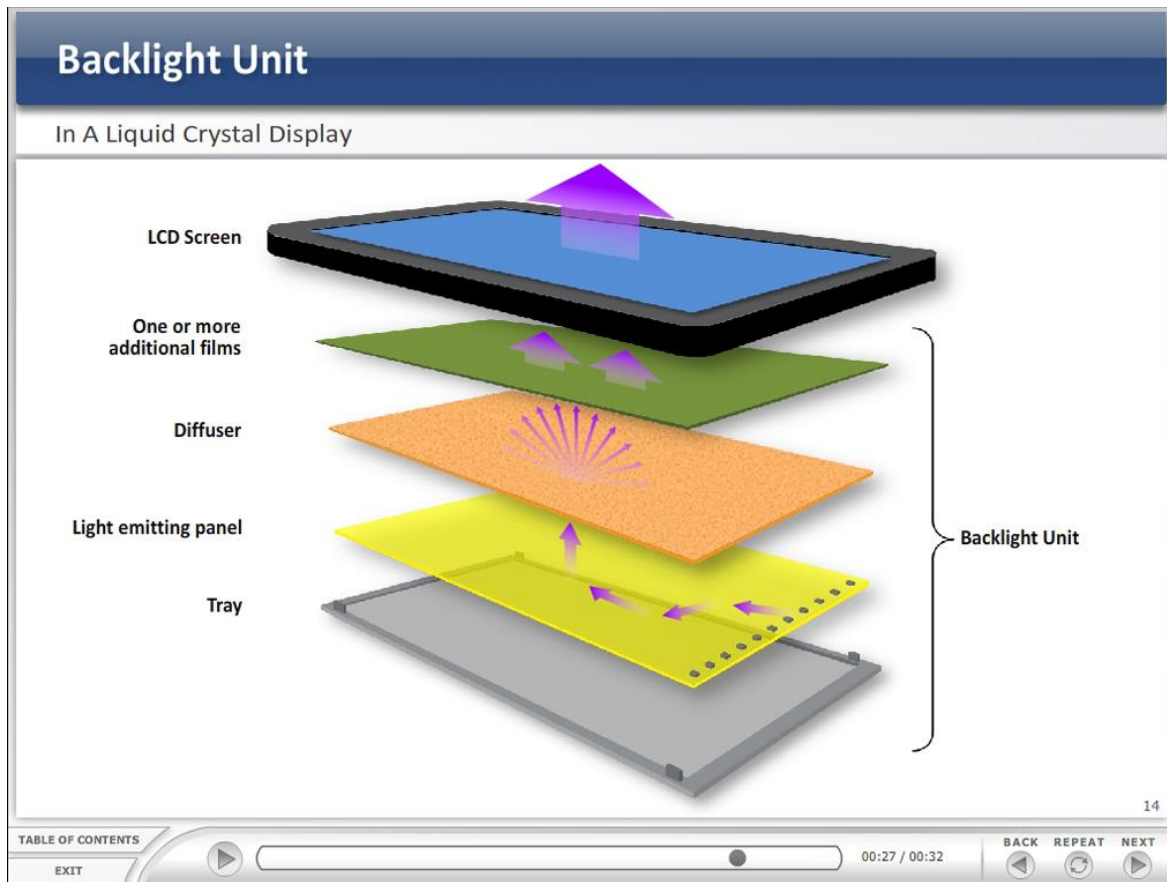 Backlight Unit
In A Liquid Crystal Display
LCD Screen
One or more
additional films
Diffuser
Light emitting panel
Tray
Backlight Unit
14
TABLE OF CONTENTS
EXIT
00:27 / 00:32
BACK REPEAT NEXT